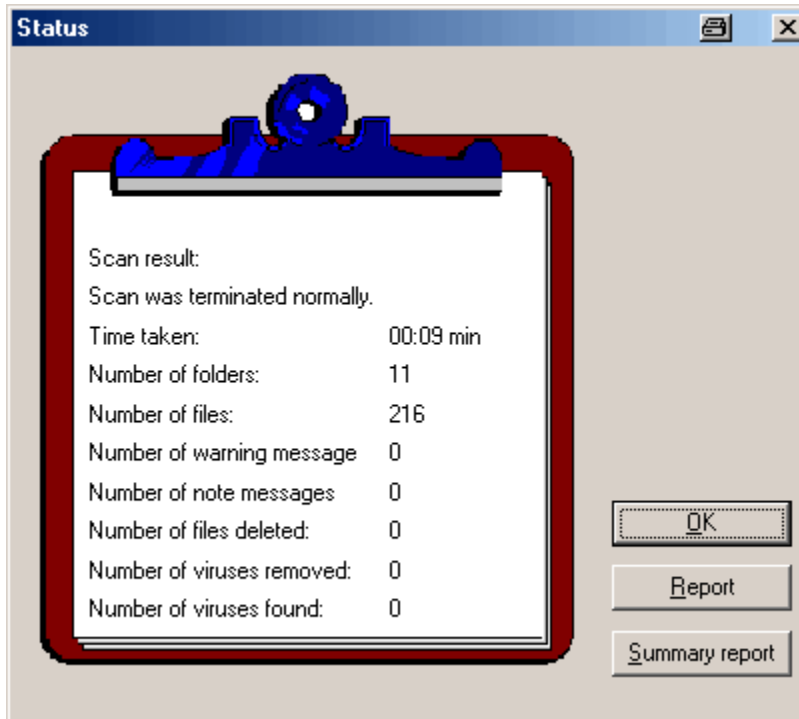 Status
Scan result:
Scan was terminated normally.
Time taken: 00:09 min
Number of folders: 11
Number of files: 216
Number of warning message 0
Number of note messages 0
Number of files deleted: 0
Number of viruses removed: 0
Number of viruses found: 0
OK
Report
Summary report